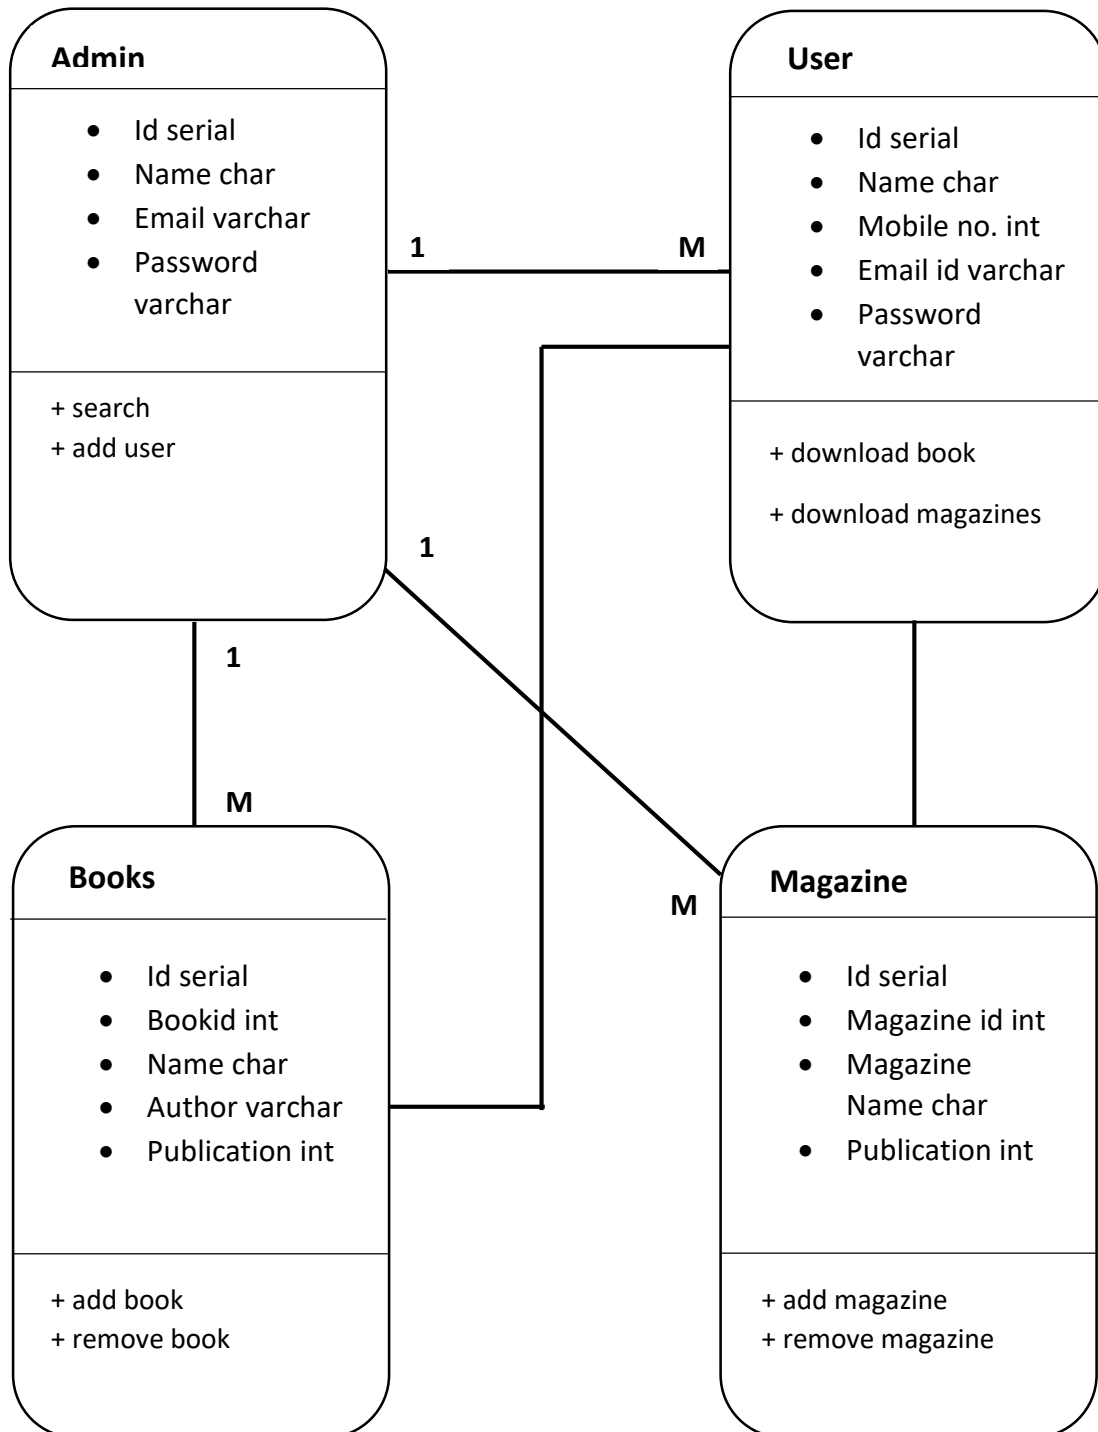 Admin
• Id serial
• Name char
• Email varchar
• Password
varchar
+ search
+ add user
User
• Id serial
• Name char
• Mobile no. int
• Email id varchar
• Password
varchar
+ download book
+ download magazines
1
M
1
1
M
M
Books
• Id serial
• Bookid int
• Name char
• Author varchar
• Publication int
+ add book
+ remove book
Magazine
• Id serial
• Magazine id int
• Magazine
Name char
• Publication int
+ add magazine
+ remove magazine